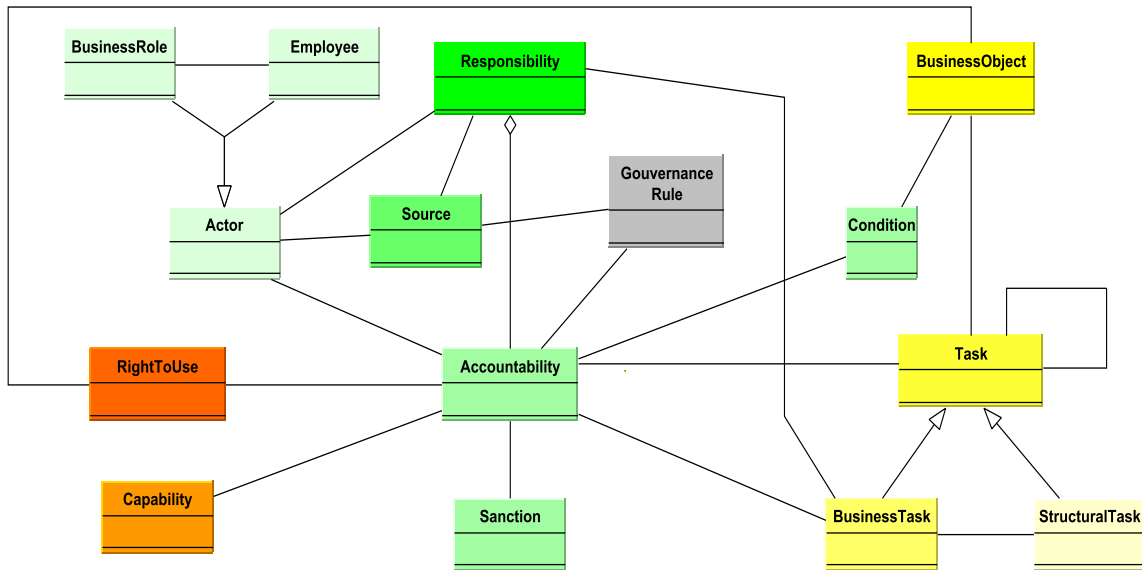 BusinessRole
Employee
Responsibility
BusinessObject
Gouvernance
Rule
Actor
Source
Condition
RightToUse
Accountability
Task
Capability
Sanction
BusinessTask
StructuralTask